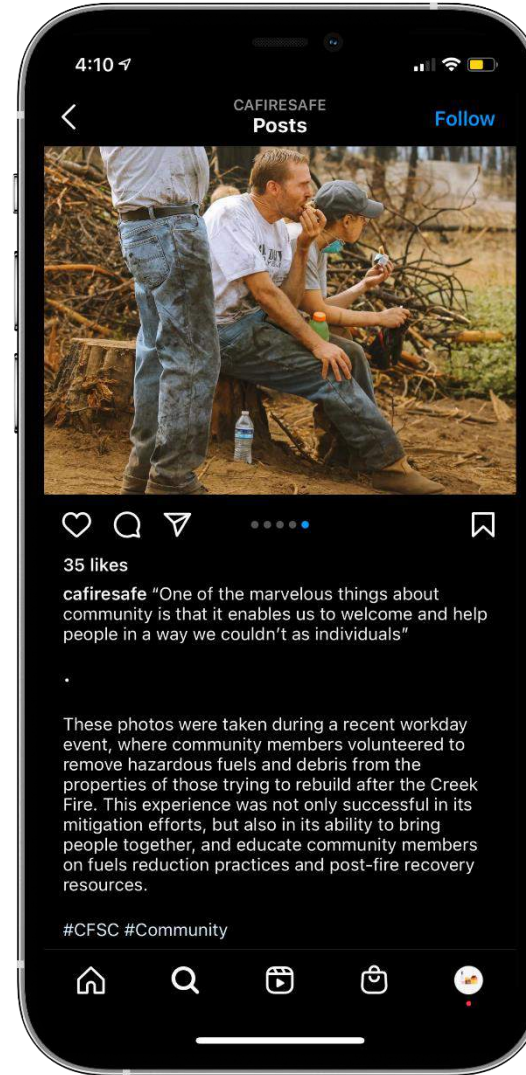 4:10
CAFIRESAFE
Posts
Follow
35 likes
cafiresafe “One of the marvelous things about
community is that it enables us to welcome and help
people in a way we couldn’t as individuals”
.
These photos were taken during a recent workday
event, where community members volunteered to
remove hazardous fuels and debris from the
properties of those trying to rebuild after the Creek
Fire. This experience was not only successful in its
mitigation efforts, but also in its ability to bring
people together, and educate community members
on fuels reduction practices and post-fire recovery
resources.
#CFSC #Community